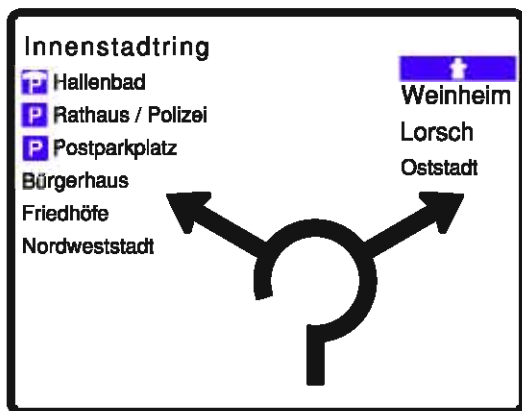 Innenstadtring
P Hallenbad
P Rathaus / Polizei
P Postparkplatz
Bürgerhaus
Friedhöfe
Nordweststadt
Weinheim
Lorsch
Oststadt